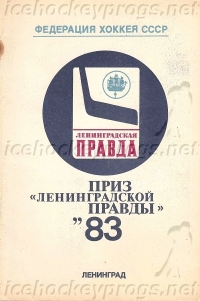 ФЕДЕРАЦИЯ ХОККЕЯ СССР
ЛЕНИНГРАДСКАЯ
ПРАВДА
ПРИЗ
«ЛЕНИНГРАДСКОЙ
ПРАВДЫ»
"83
ЛЕНИНГРАД
icehockeyprogs.net